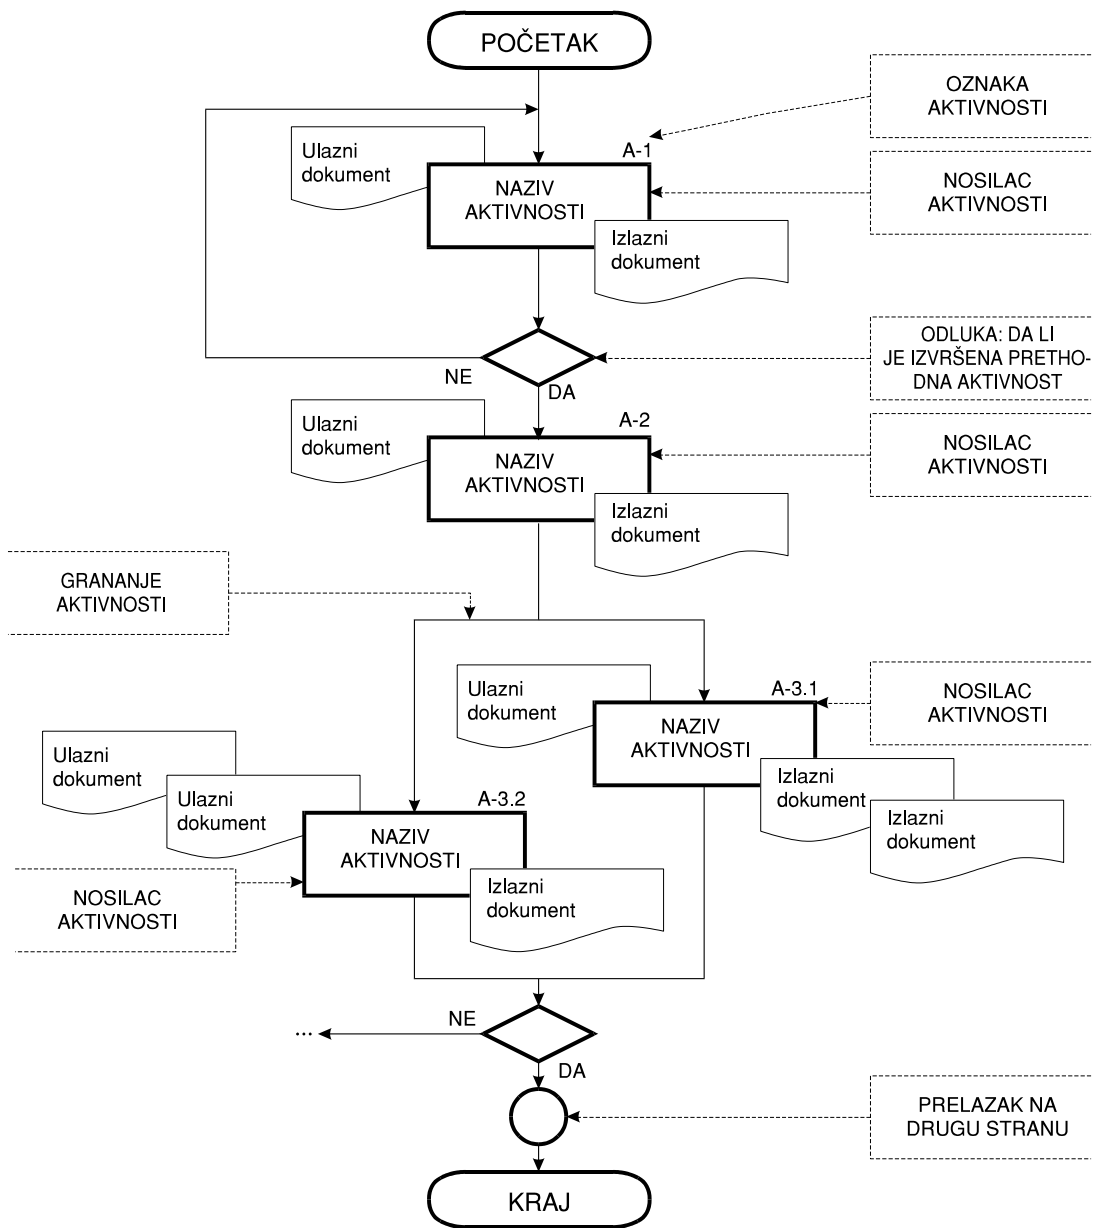 POČETAK
OZNAKA
AKTIVNOSTI
Ulazni
dokument
A-1
NAZIV
AKTIVNOSTI
NOSILAC
AKTIVNOSTI
Izlazni
dokument
ODLUKA: DA LI
JE IZVRŠENA PRETHO-
DNA AKTIVNOST
NE
DA
Ulazni
dokument
A-2
NAZIV
AKTIVNOSTI
NOSILAC
AKTIVNOSTI
Izlazni
dokument
GRANANJE
AKTIVNOSTI
Ulazni
dokument
A-3.1
NAZIV
AKTIVNOSTI
NOSILAC
AKTIVNOSTI
Ulazni
dokument
Ulazni
dokument
Izlazni
dokument
Izlazni
dokument
A-3.2
NAZIV
AKTIVNOSTI
Izlazni
dokument
NOSILAC
AKTIVNOSTI
NE
...
DA
PRELAZAK NA
DRUGU STRANU
KRAJ